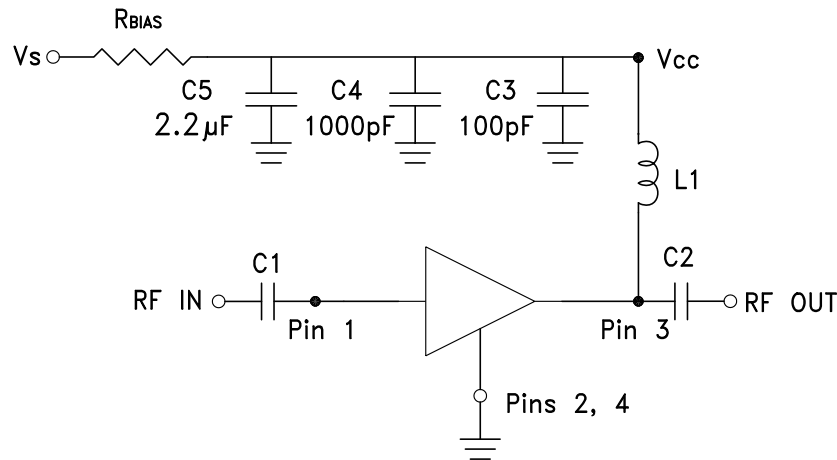 RBIAS
Vs
Vcc
C5
2.2µF
C4
1000pF
C3
100pF
L1
C1
C2
RF IN
RF OUT
Pin 1
Pin 3
Pins 2, 4